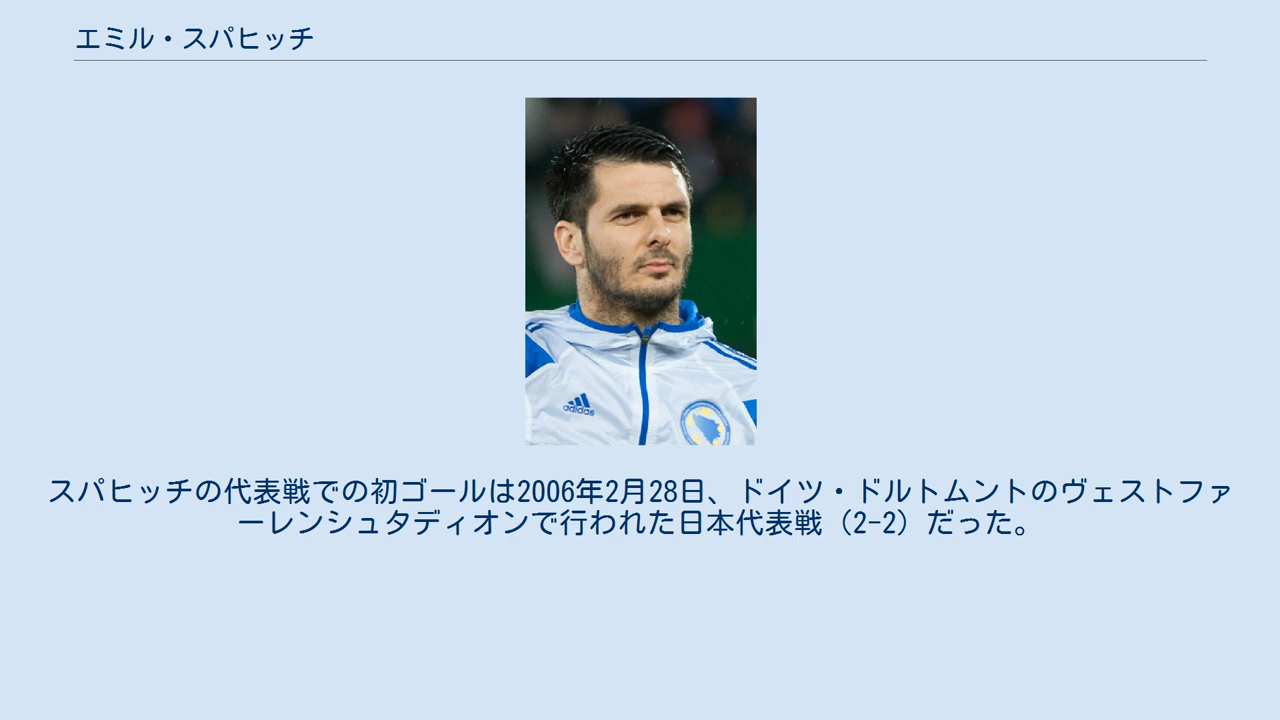 エミル・スパヒッチ
adidas
スパヒッチの代表戦での初ゴールは2006年2月28日、ドイツ・ドルトムントのヴェストファ
ーレンシュタディオンで行われた日本代表戦（2-2）だった。